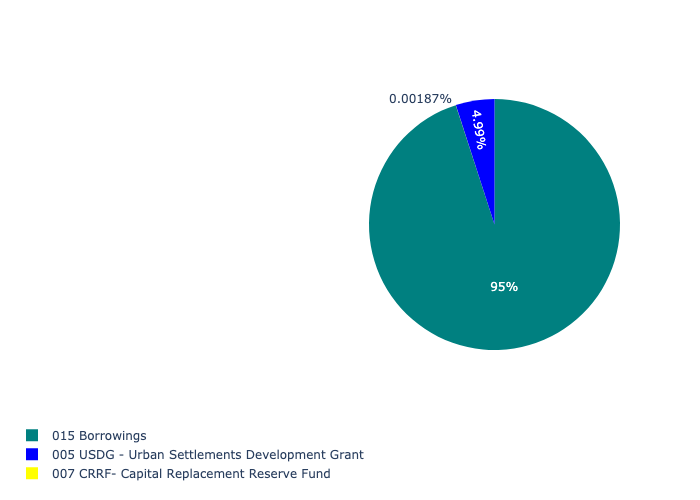 0.00187%
4.99%
95%
015 Borrowings
005 USDG - Urban Settlements Development Grant
007 CRRF- Capital Replacement Reserve Fund